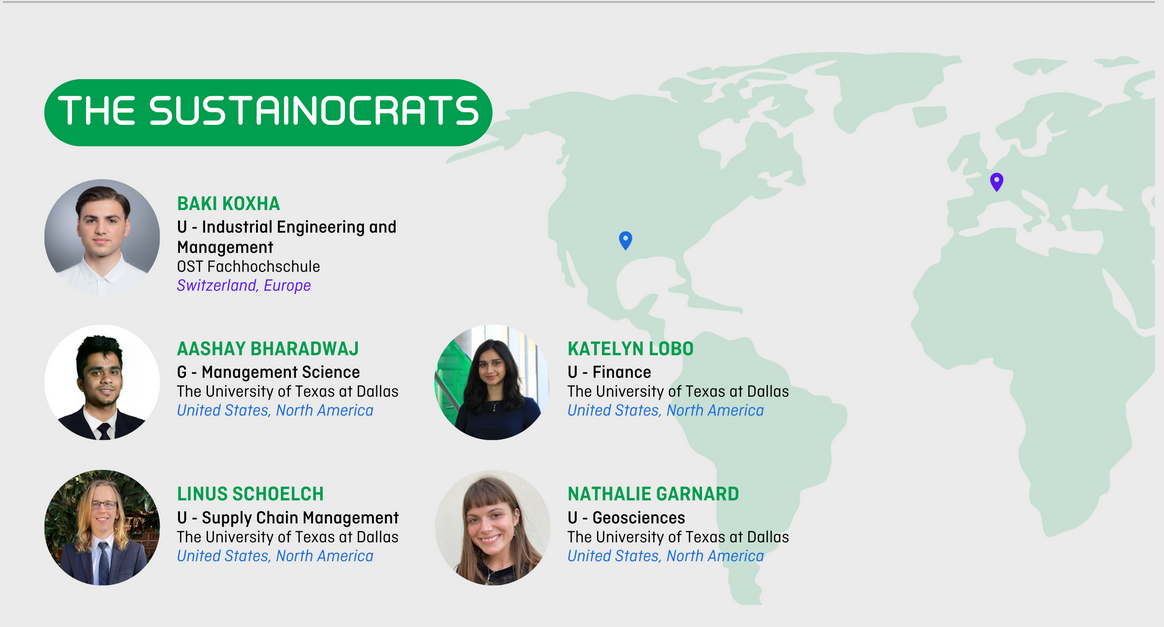 THE SUSTAINOCRATS
BAKI KOXHA
U - Industrial Engineering and
Management
OST Fachhochschule
Switzerland, Europe
AASHAY BHARADWAJ
G - Management Science
The University of Texas at Dallas
United States, North America
KATELYN LOBO
U - Finance
The University of Texas at Dallas
United States, North America
LINUS SCHOELCH
U - Supply Chain Management
The University of Texas at Dallas
United States, North America
NATHALIE GARNARD
U - Geosciences
The University of Texas at Dallas
United States, North America